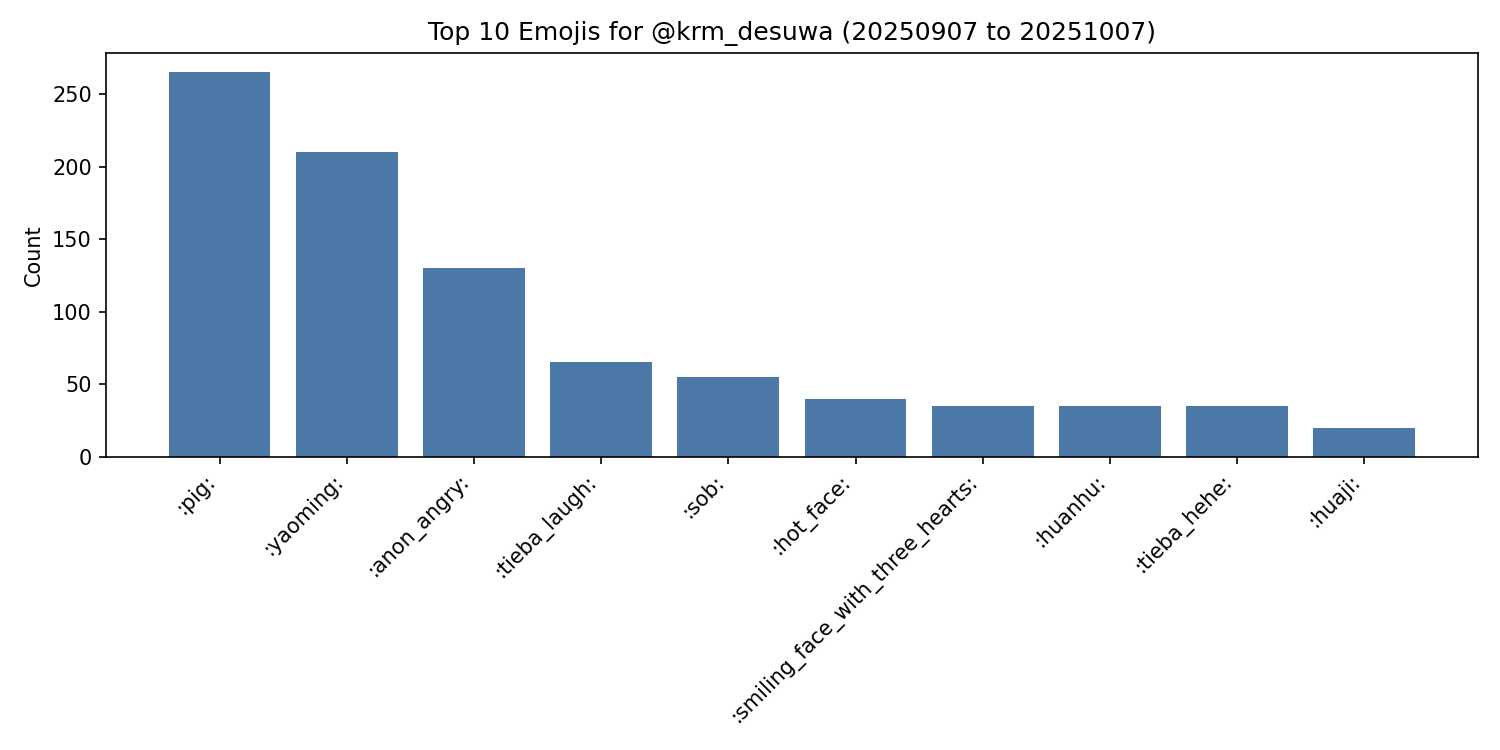 Top 10 Emojis for @krm_desuwa (20250907 to 20251007)
Count
250
200
150
100
50
0
:pig:
:yaoming:
:anon_angry:
:tieba_laugh:
:sob:
:hot_face:
:smiling_face_with_three_hearts:
:huanhu:
:tieba_hehe:
:huaji: